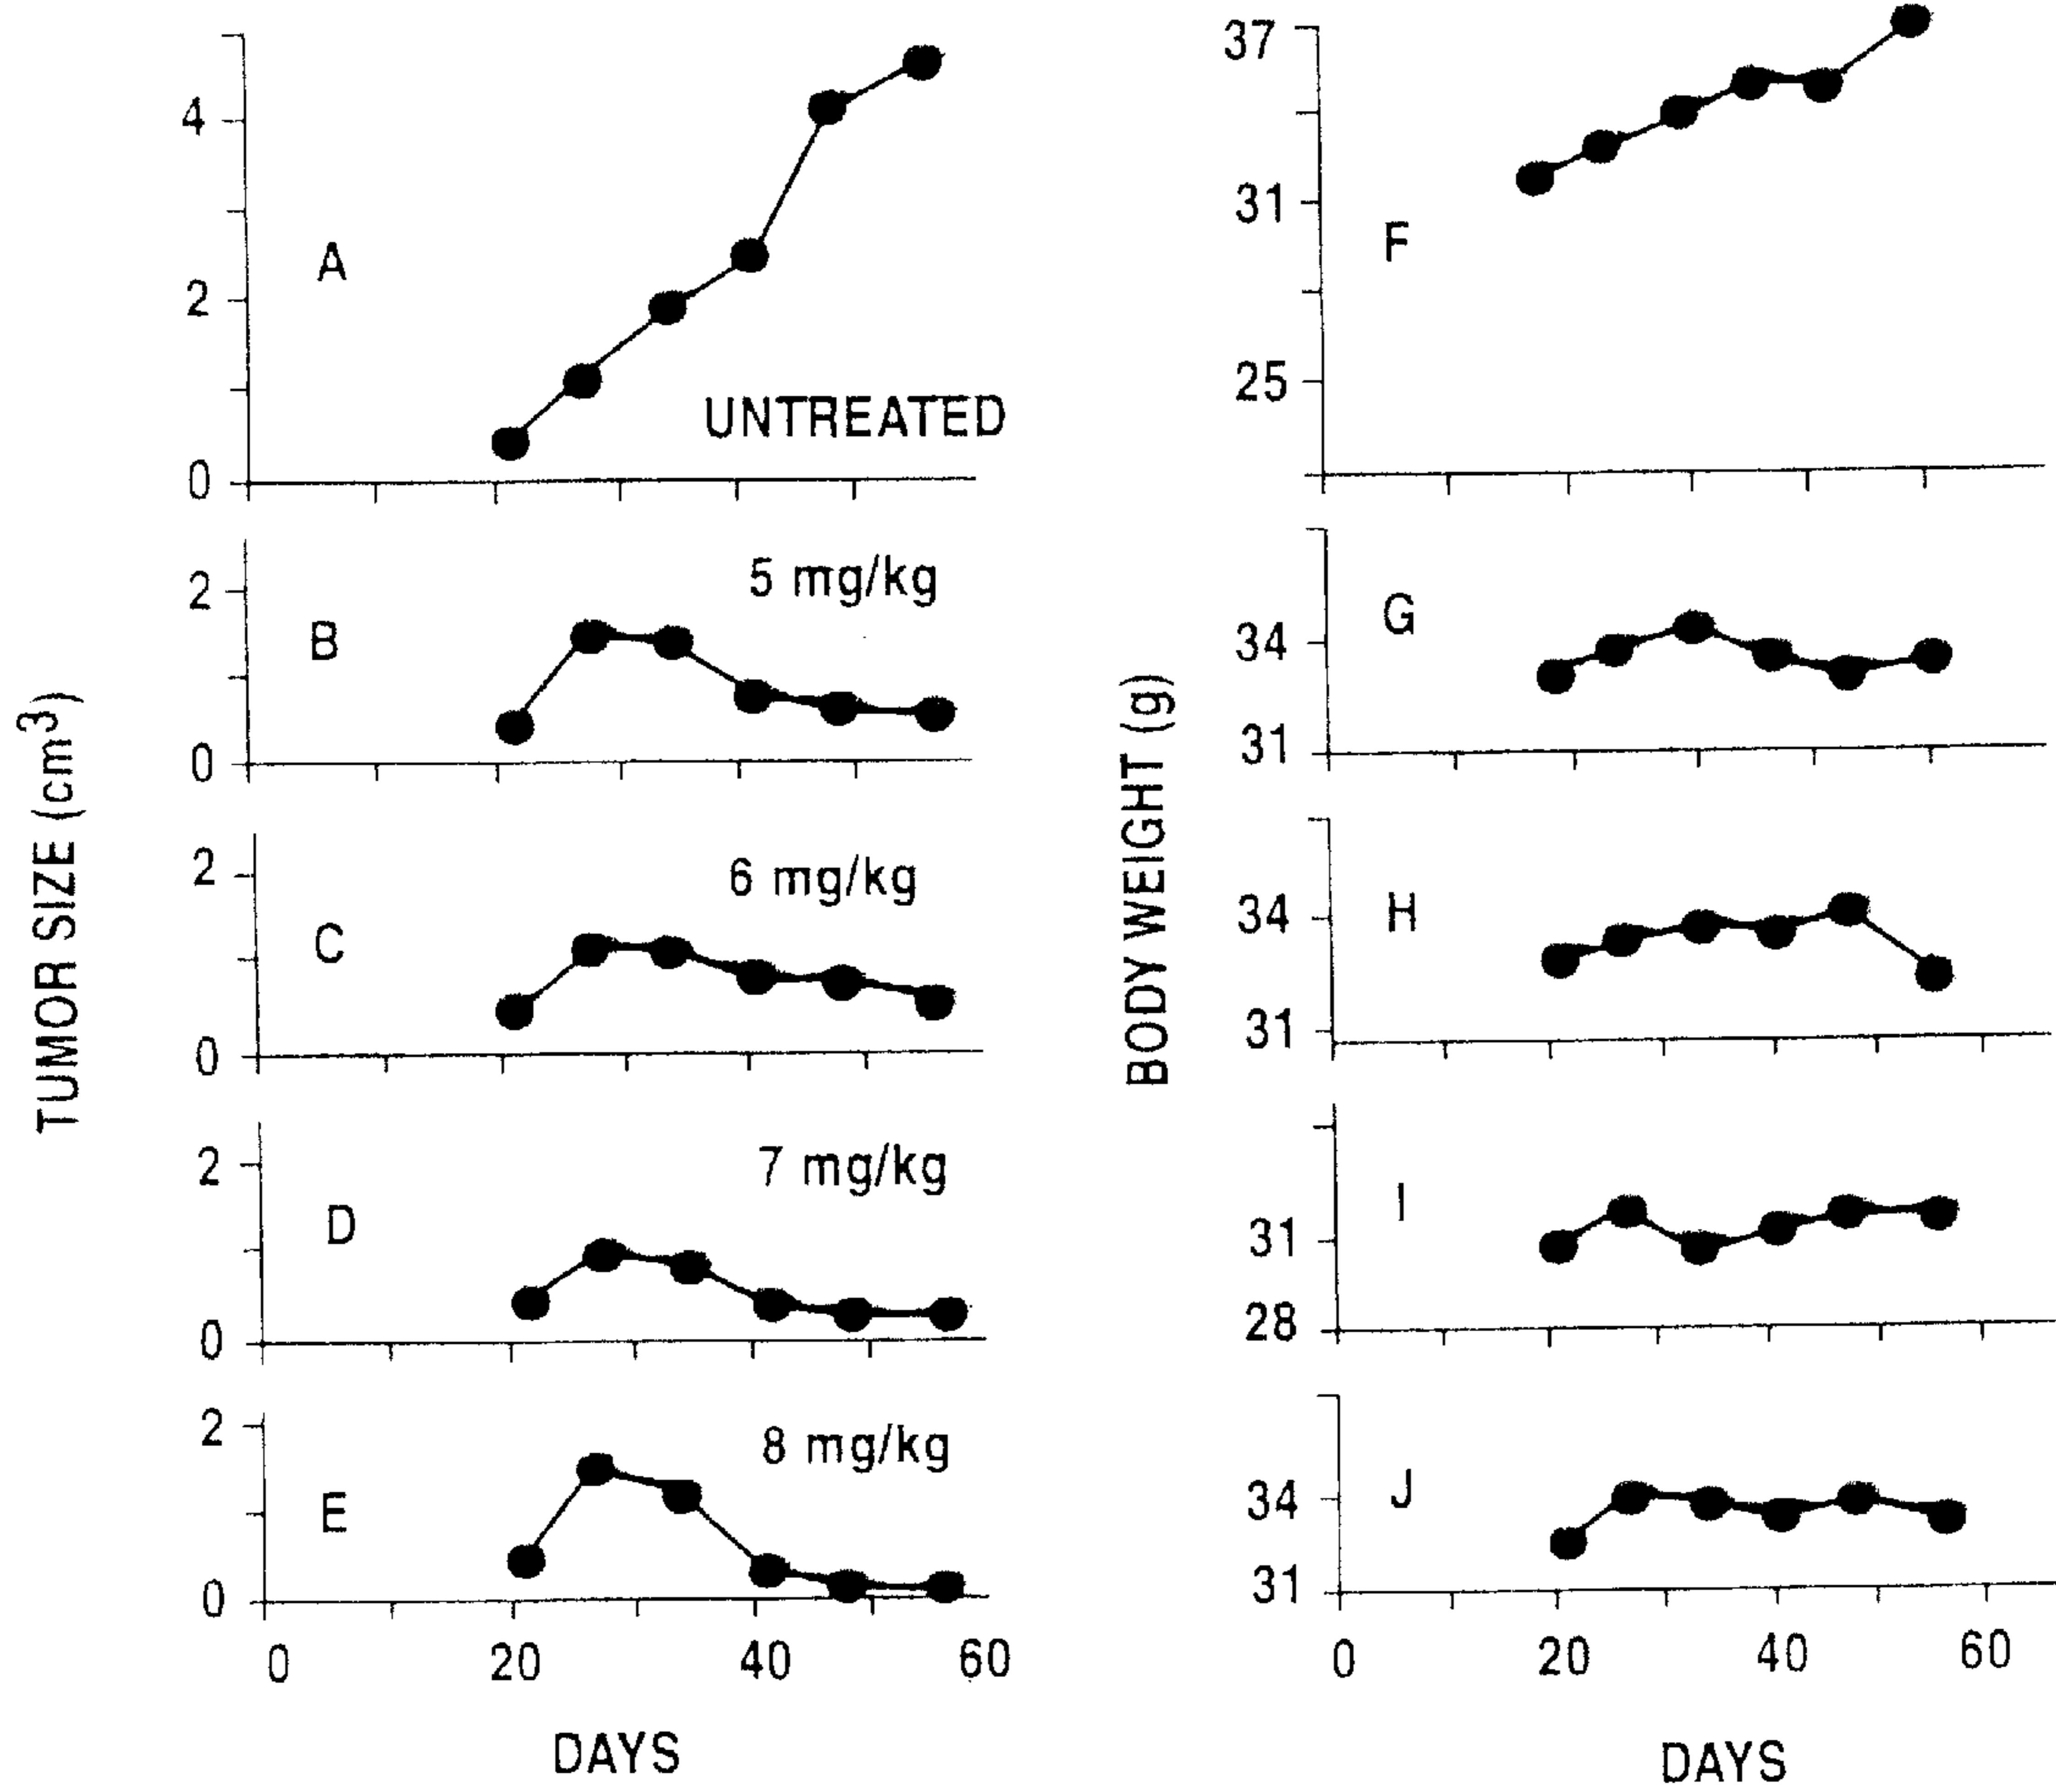 TUMOR SIZE (cm³)
4
2
0
A
UNTREATED
2
0
B
5 mg/kg
2
0
C
6 mg/kg
2
0
D
7 mg/kg
2
0
E
8 mg/kg
0 20 40 60
DAYS
BODY WEIGHT (g)
37
31
25
F
34
31
G
34
31
H
31
28
I
34
31
J
0 20 40 60
DAYS